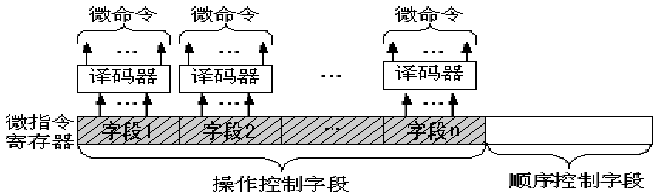 微命令 微命令 微命令
... ... ...
译码器 译码器 ... 译码器
... ... ...
微指令
寄存器
字段1 字段2 ... 字段n
操作控制字段 顺序控制字段